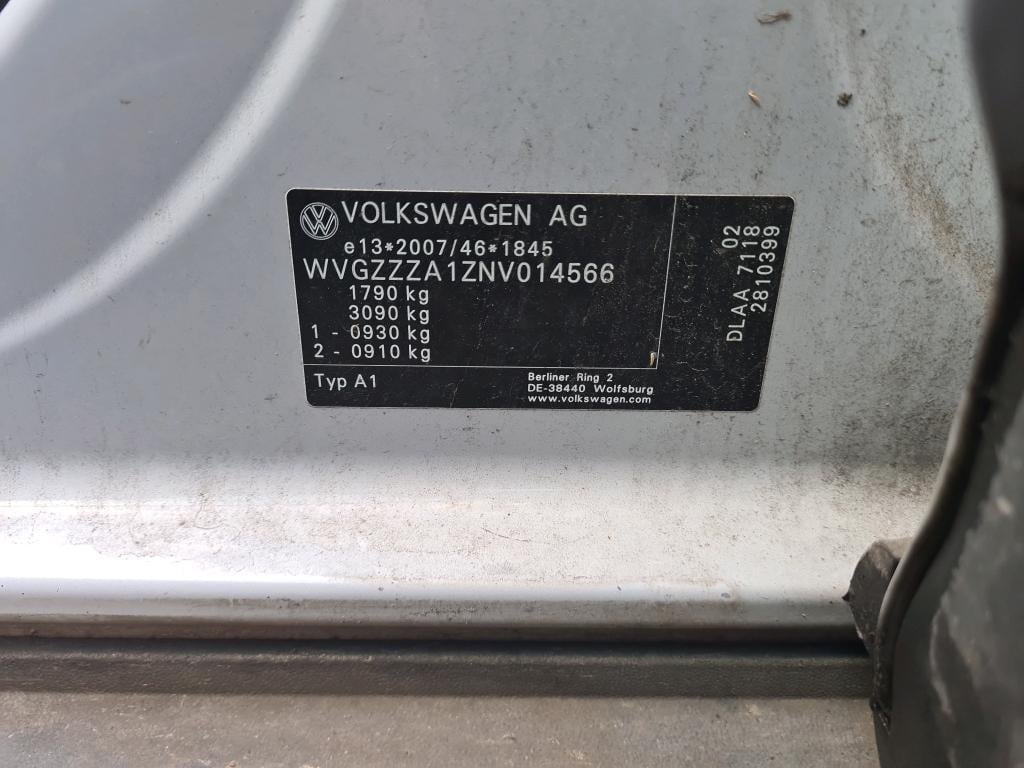 VOLKSWAGEN AG
e13*2007/46*1845
WVGZZZA1ZNV014566
1790 kg
3090 kg
1 - 0930 kg
2 - 0910 kg
Typ A1
Berliner Ring 2
DE-38440 Wolfsburg
www.volkswagen.com
DLAA 7118 02
2810399